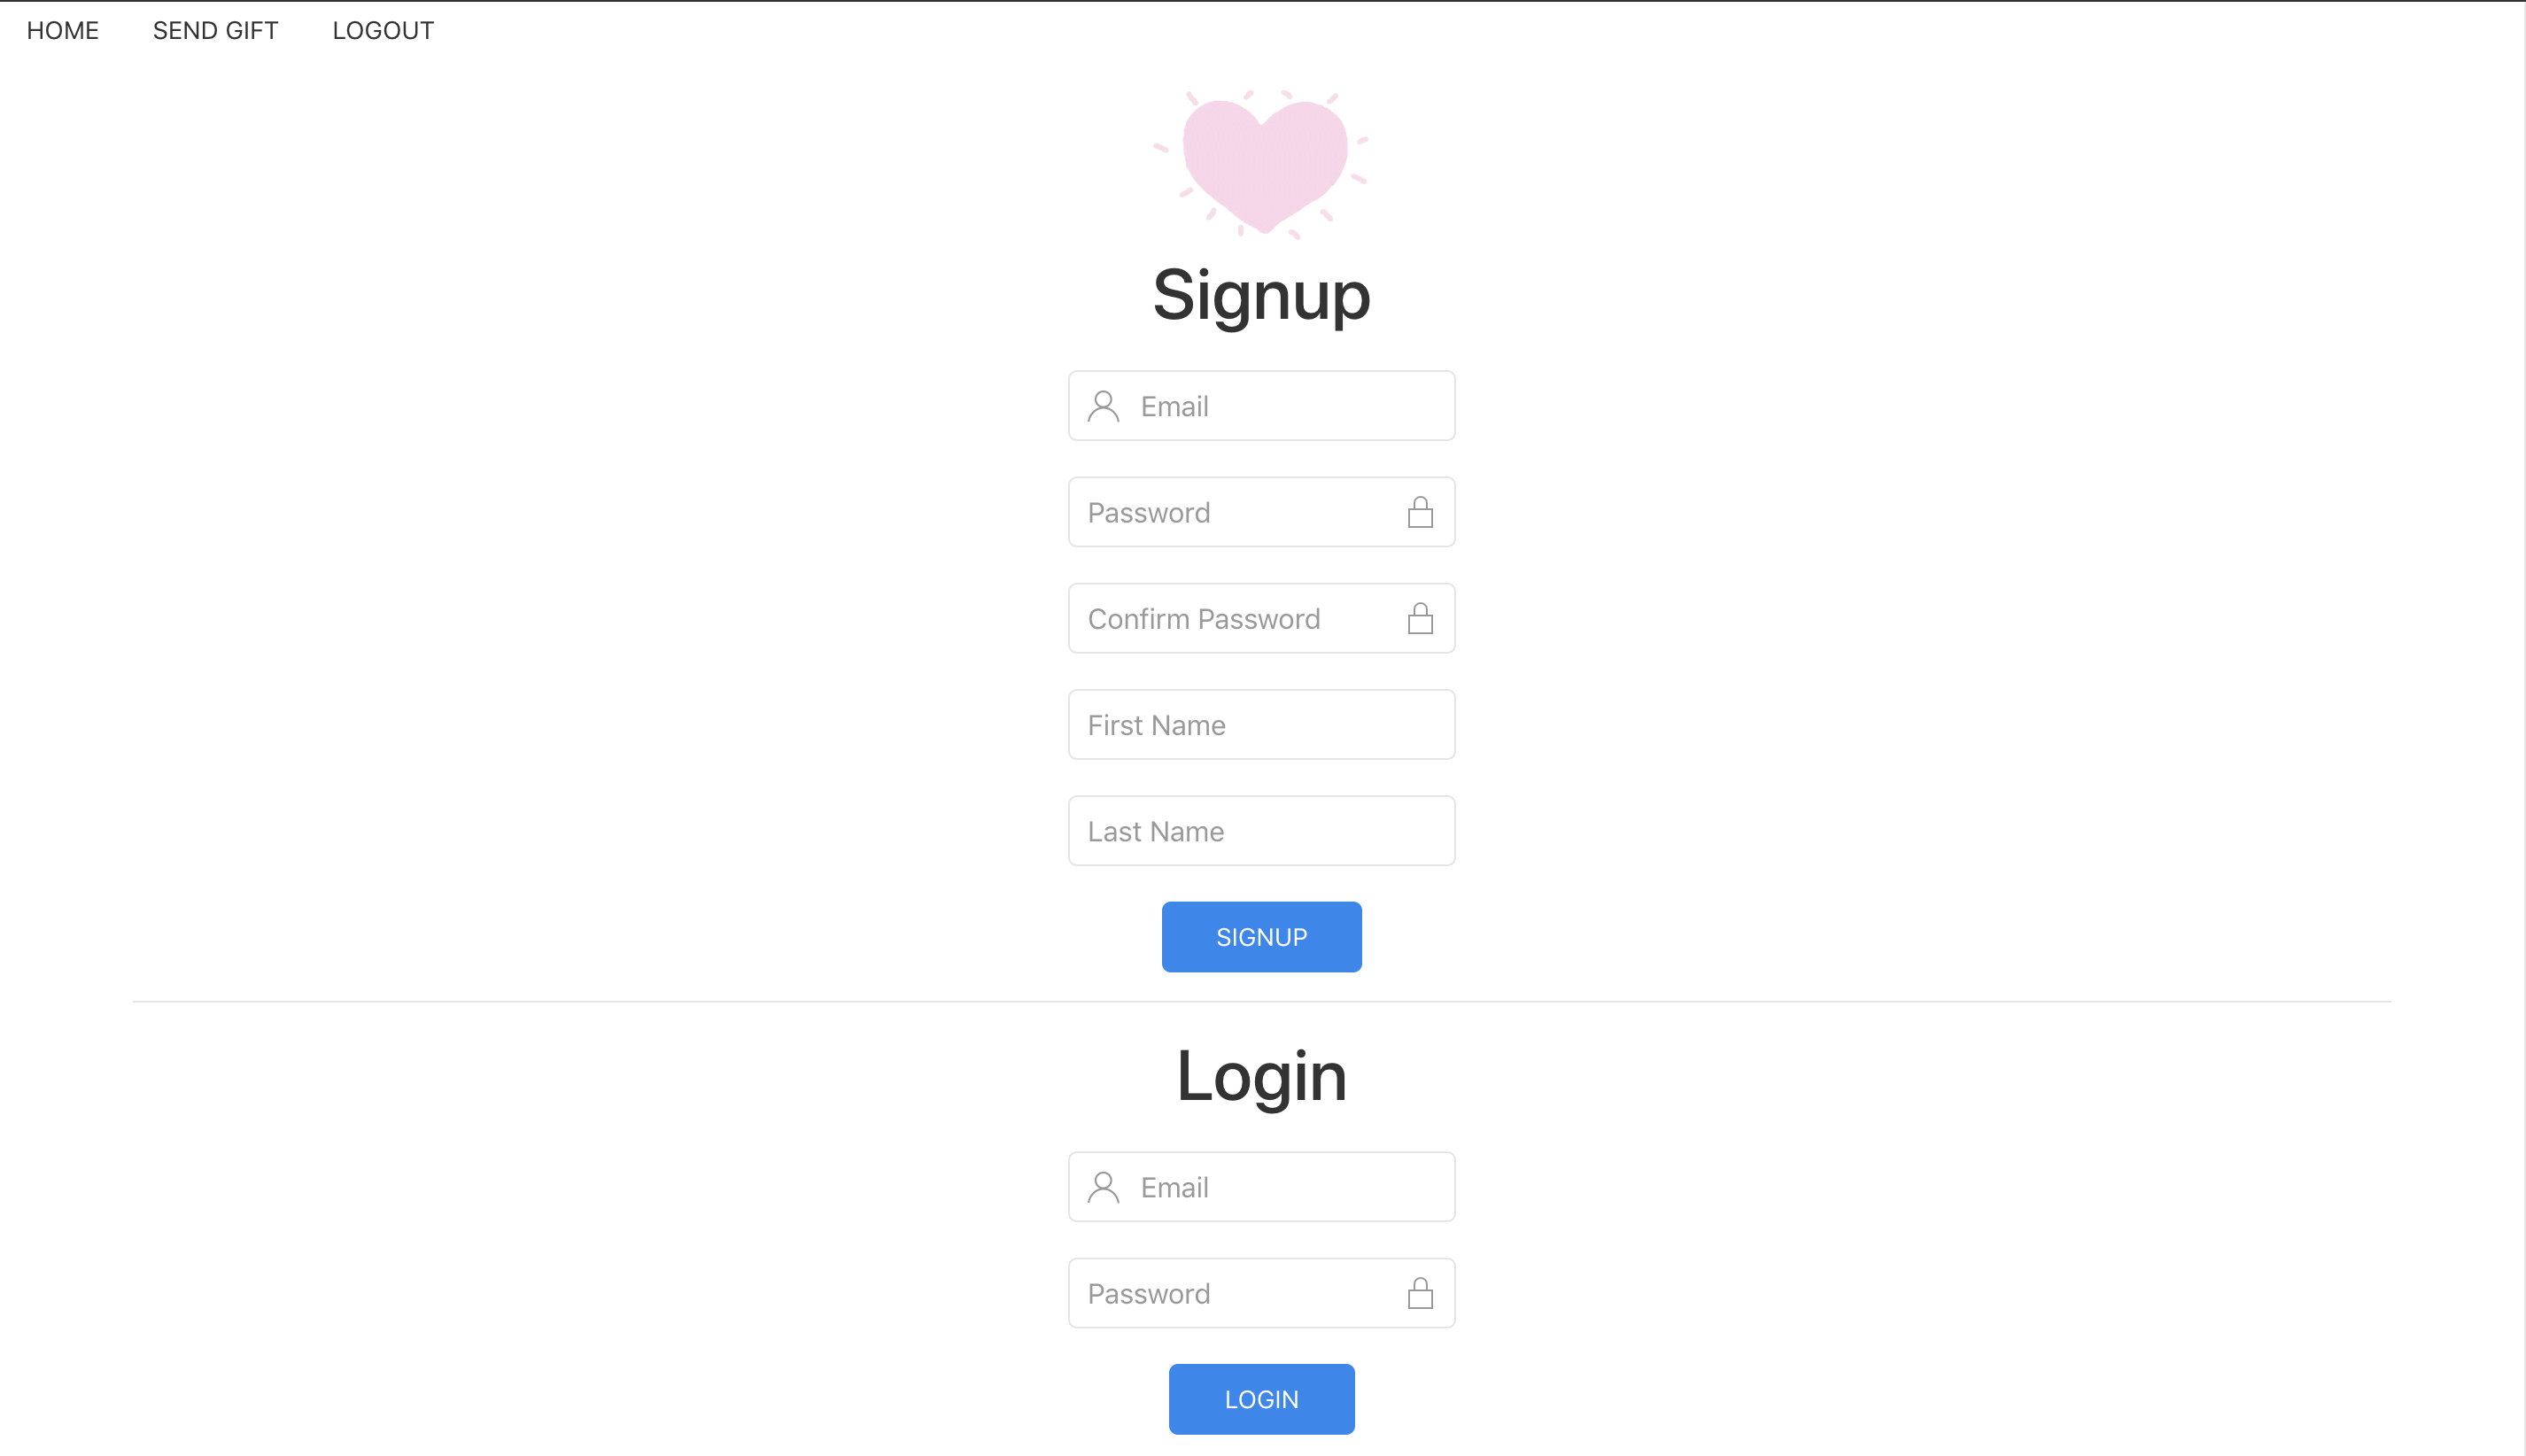 HOME SEND GIFT LOGOUT
Signup
Email
Password
Confirm Password
First Name
Last Name
SIGNUP
Login
Email
Password
LOGIN